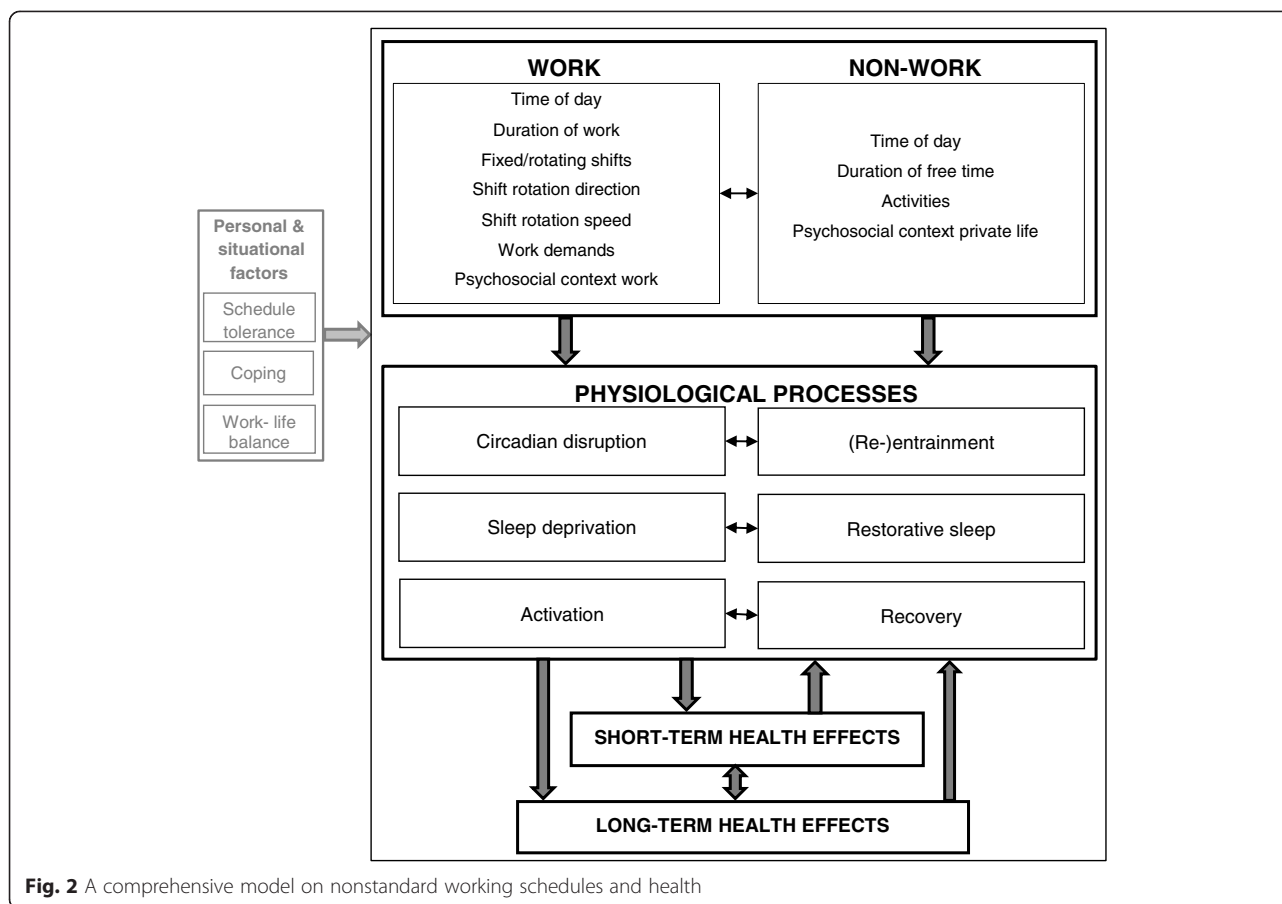 WORK
Time of day
Duration of work
Fixed/rotating shifts
Shift rotation direction
Shift rotation speed
Work demands
Psychosocial context work
NON-WORK
Time of day
Duration of free time
Activities
Psychosocial context private life
Personal &
situational
factors
Schedule
tolerance
Coping
Work- life
balance
PHYSIOLOGICAL PROCESSES
Circadian disruption
(Re-)entrainment
Sleep deprivation
Restorative sleep
Activation
Recovery
SHORT-TERM HEALTH EFFECTS
LONG-TERM HEALTH EFFECTS
Fig. 2 A comprehensive model on nonstandard working schedules and health